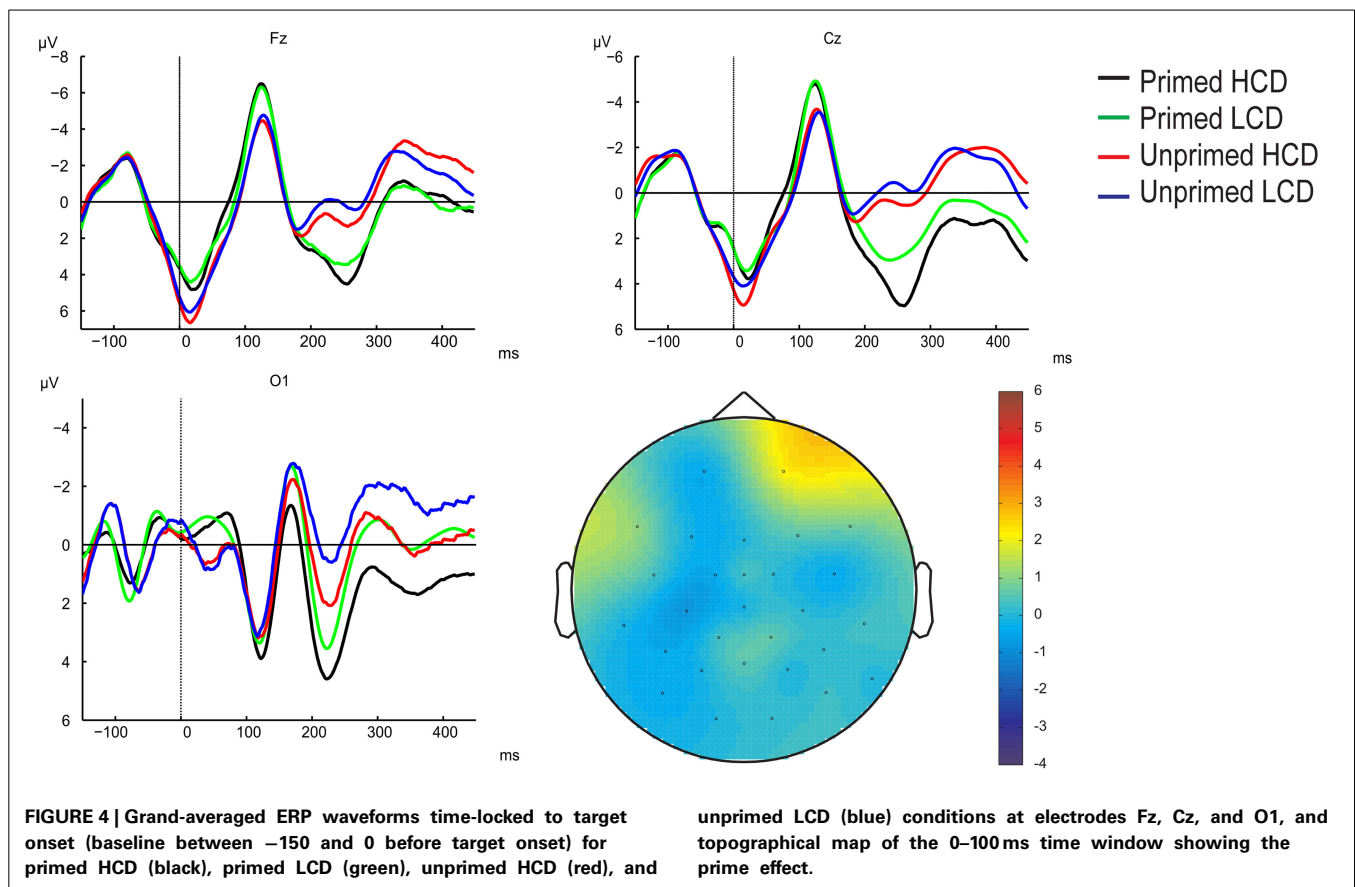 μV
Fz
−8
−6
−4
−2
0
2
4
6
−100 0 100 200 300 400
ms
μV
Cz
−6
−4
−2
0
2
4
6
−100 0 100 200 300 400
ms
Primed HCD
Primed LCD
Unprimed HCD
Unprimed LCD
μV
O1
−4
−2
0
2
4
6
−100 0 100 200 300 400
ms
6
5
4
3
2
1
0
-1
-2
-3
-4
FIGURE 4 | Grand-averaged ERP waveforms time-locked to target
onset (baseline between −150 and 0 before target onset) for
primed HCD (black), primed LCD (green), unprimed HCD (red), and
unprimed LCD (blue) conditions at electrodes Fz, Cz, and O1, and
topographical map of the 0–100 ms time window showing the
prime effect.